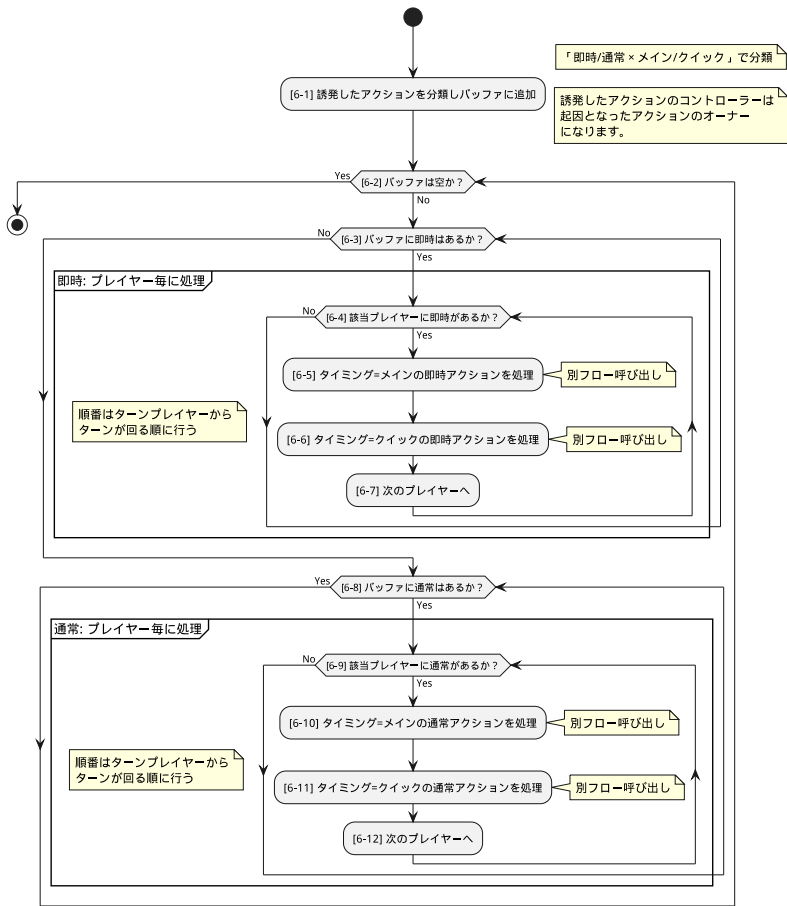 「即時/通常 × メイン/クイック」で分類
[6-1] 誘発したアクションを分類しバッファに追加
誘発したアクションのコントローラーは
起因となったアクションのオーナー
になります。
Yes
[6-2] バッファは空か？
No
No
[6-3] バッファに即時はあるか？
Yes
即時: プレイヤー毎に処理
No
[6-4] 該当プレイヤーに即時があるか？
Yes
[6-5] タイミング=メインの即時アクションを処理
別フロー呼び出し
順番はターンプレイヤーから
ターンが回る順に行う
[6-6] タイミング=クイックの即時アクションを処理
別フロー呼び出し
[6-7] 次のプレイヤーへ
Yes
[6-8] バッファに通常はあるか？
Yes
通常: プレイヤー毎に処理
No
[6-9] 該当プレイヤーに通常があるか？
Yes
[6-10] タイミング=メインの通常アクションを処理
別フロー呼び出し
順番はターンプレイヤーから
ターンが回る順に行う
[6-11] タイミング=クイックの通常アクションを処理
別フロー呼び出し
[6-12] 次のプレイヤーへ